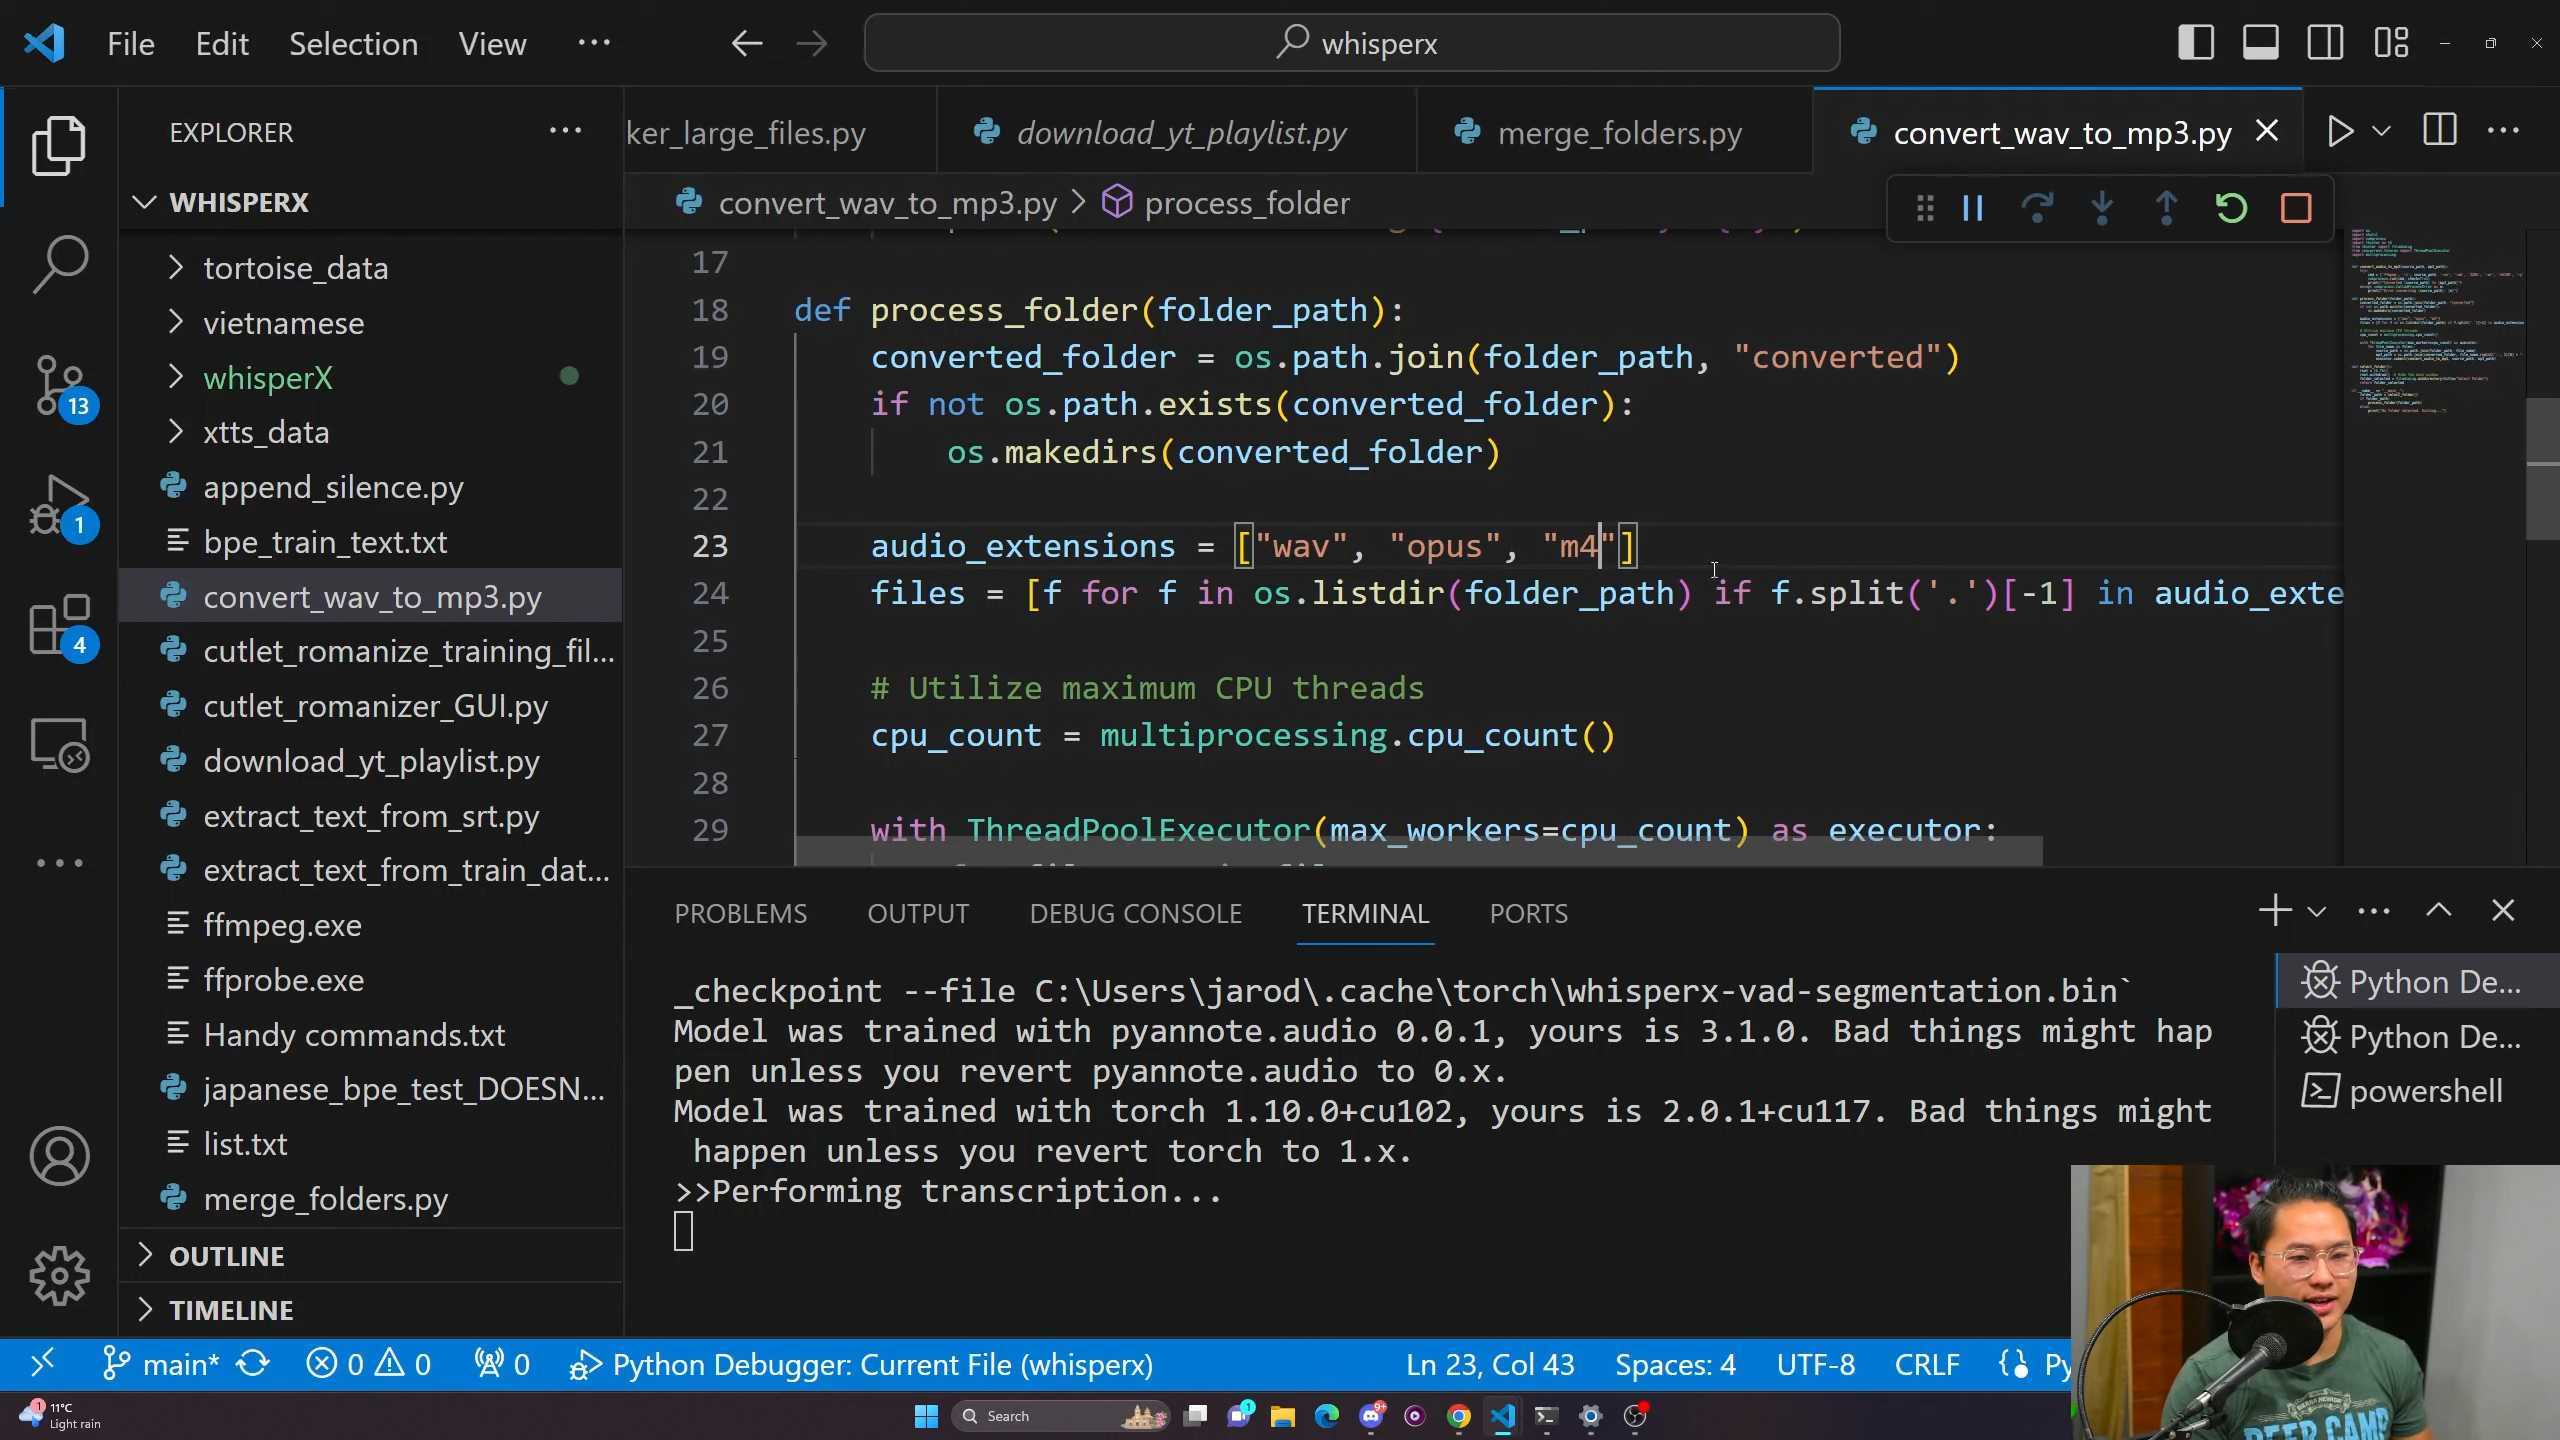 File Edit Selection View ··· whisperx
EXPLORER ···
ker_large_files.py download_yt_playlist.py merge_folders.py convert_wav_to_mp3.py
WHISPERX
convert_wav_to_mp3.py > process_folder
tortoise_data
vietnamese
whisperX
xtts_data
append_silence.py
bpe_train_text.txt
convert_wav_to_mp3.py
cutlet_romanize_training_fil...
cutlet_romanizer_GUI.py
download_yt_playlist.py
extract_text_from_srt.py
extract_text_from_train_dat...
ffmpeg.exe
ffprobe.exe
Handy commands.txt
japanese_bpe_test_DOESN...
list.txt
merge_folders.py
OUTLINE
TIMELINE
13
1
4
17
18 def process_folder(folder_path):
19 converted_folder = os.path.join(folder_path, "converted")
20 if not os.path.exists(converted_folder):
21 os.makedirs(converted_folder)
22
23 audio_extensions = ["wav", "opus", "m4"]
24 files = [f for f in os.listdir(folder_path) if f.split('.')[-1] in audio_exte
25
26 # Utilize maximum CPU threads
27 cpu_count = multiprocessing.cpu_count()
28
29 with ThreadPoolExecutor(max_workers=cpu_count) as executor:
PROBLEMS OUTPUT DEBUG CONSOLE TERMINAL PORTS
_checkpoint --file C:\Users\jarod\.cache\torch\whisperx-vad-segmentation.bin`
Model was trained with pyannote.audio 0.0.1, yours is 3.1.0. Bad things might hap
pen unless you revert pyannote.audio to 0.x.
Model was trained with torch 1.10.0+cu102, yours is 2.0.1+cu117. Bad things might
happen unless you revert torch to 1.x.
>>Performing transcription...
Python De...
Python De...
powershell
main* 0 0 0 Python Debugger: Current File (whisperx) Ln 23, Col 43 Spaces: 4 UTF-8 CRLF Py
1 11°C
Light rain
Search
1
9+
BEER CAMP